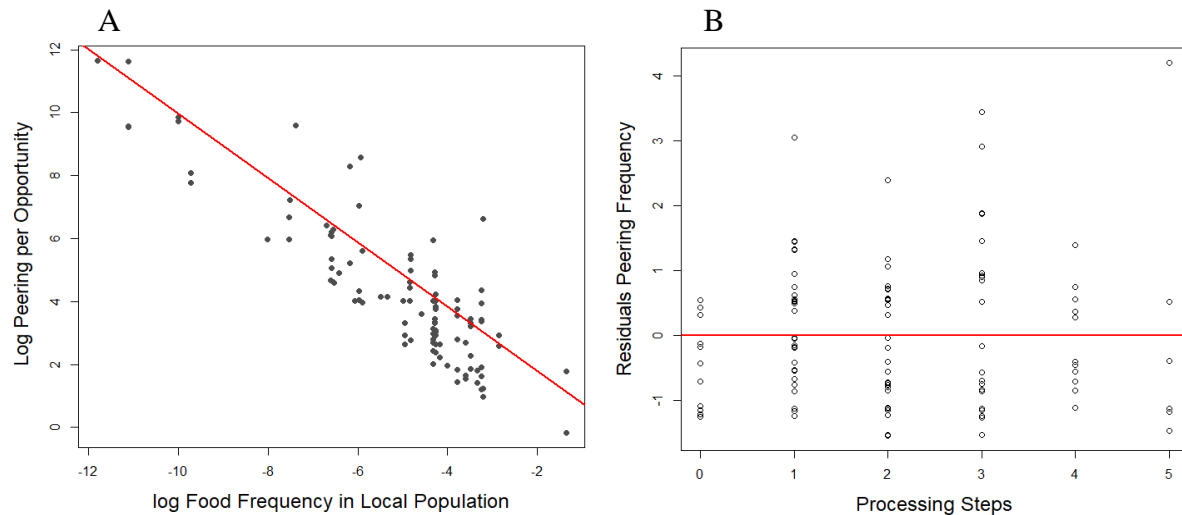 A
Log Peering per Opportunity
12
10
8
6
4
2
0
-12 -10 -8 -6 -4 -2
log Food Frequency in Local Population
B
Residuals Peering Frequency
4
3
2
1
0
-1
0 1 2 3 4 5
Processing Steps